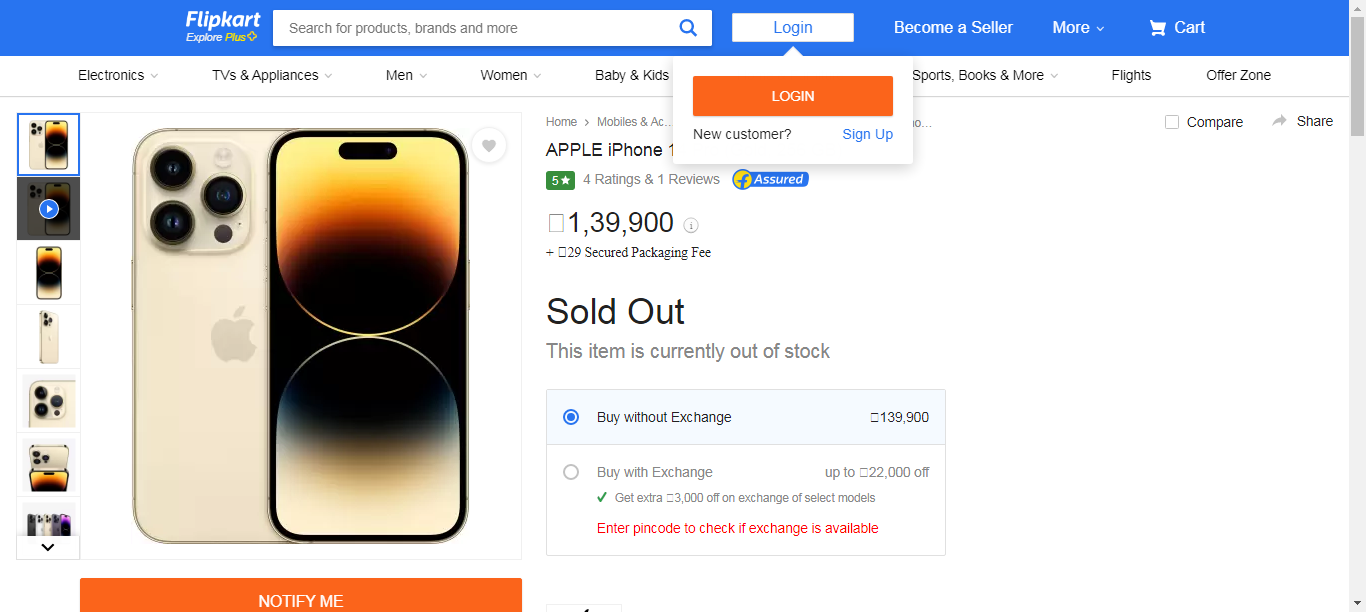 Flipkart
Explore Plus
Search for products, brands and more
Login
Become a Seller
More
Cart
Electronics
TVs & Appliances
Men
Women
Baby & Kids
Sports, Books & More
Flights
Offer Zone
LOGIN
New customer?
Sign Up
Home
Mobiles & Ac...
Compare
Share
APPLE iPhone
5★
4 Ratings & 1 Reviews
Assured
1,39,900
+ 29 Secured Packaging Fee
Sold Out
This item is currently out of stock
Buy without Exchange
139,900
Buy with Exchange
up to 22,000 off
Get extra 3,000 off on exchange of select models
Enter pincode to check if exchange is available
NOTIFY ME